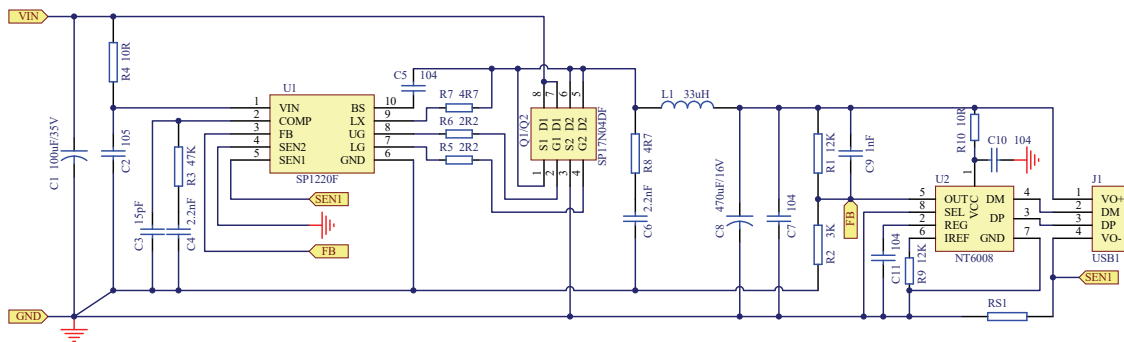 VIN
R4 10R
C1 100uF/35V
C2 105
U1
1 VIN BS 10
2 COMP LX 9
3 FB UG 8
4 SEN2 LG 7
5 SEN1 GND 6
SP1220F
R3 47K
C3 15pF
C4 2.2nF
SEN1
FB
C5 104
R7 4R7
R6 2R2
R5 2R2
Q1/Q2
8 7 6 5
D1 D1 D2 D2
S1 G1 S2 G2
1 2 3 4
SP17N04DF
L1 33uH
R8 4R7
C6 2.2nF
C8 470uF/16V
C7 104
R1 12K
C9 1nF
R2 3K
FB
R10 10R
C10 104
U2
1
VCC
5 OUT DM 4
8 SEL DP 3
2 REG
6 IREF GND 7
NT6008
C11 104
R9 12K
J1
1 VO+
2 DM
3 DP
4 VO-
USB1
SEN1
RS1
GND